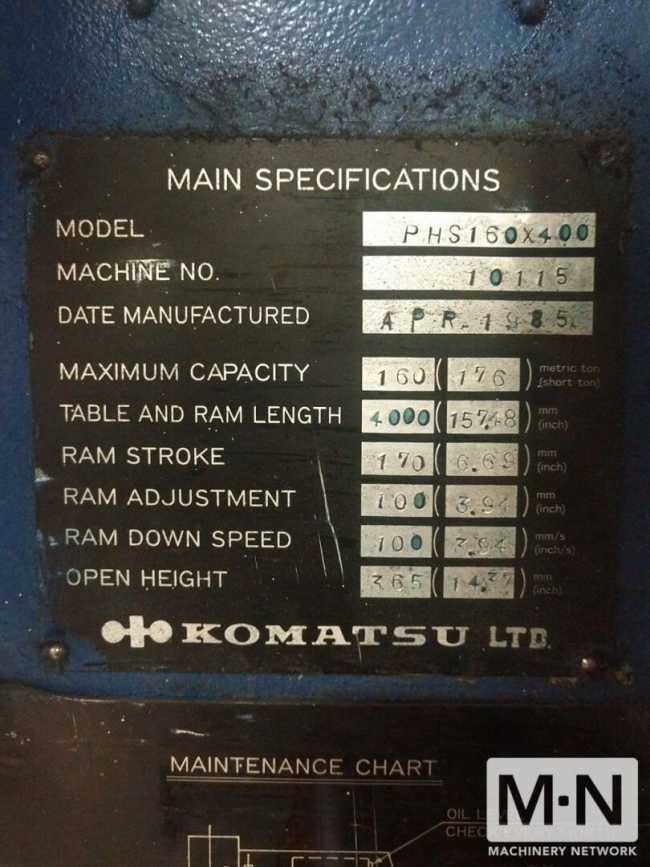 MAIN SPECIFICATIONS
MODEL PHS160X400
MACHINE NO. 10115
DATE MANUFACTURED APR. 1985.
MAXIMUM CAPACITY 160 ( 176 ) metric ton (short ton)
TABLE AND RAM LENGTH 4000 ( 157.48 ) mm (inch)
RAM STROKE 170 ( 6.69 ) mm (inch)
RAM ADJUSTMENT 100 ( 3.94 ) mm (inch)
RAM DOWN SPEED 100 ( 3.94 ) mm/s (inch/s)
OPEN HEIGHT 365 ( 14.37 ) mm (inch)
KOMATSU LTD.
MAINTENANCE CHART
OIL LEVEL
CHECK EVERY MONTH
M·N
MACHINERY NETWORK